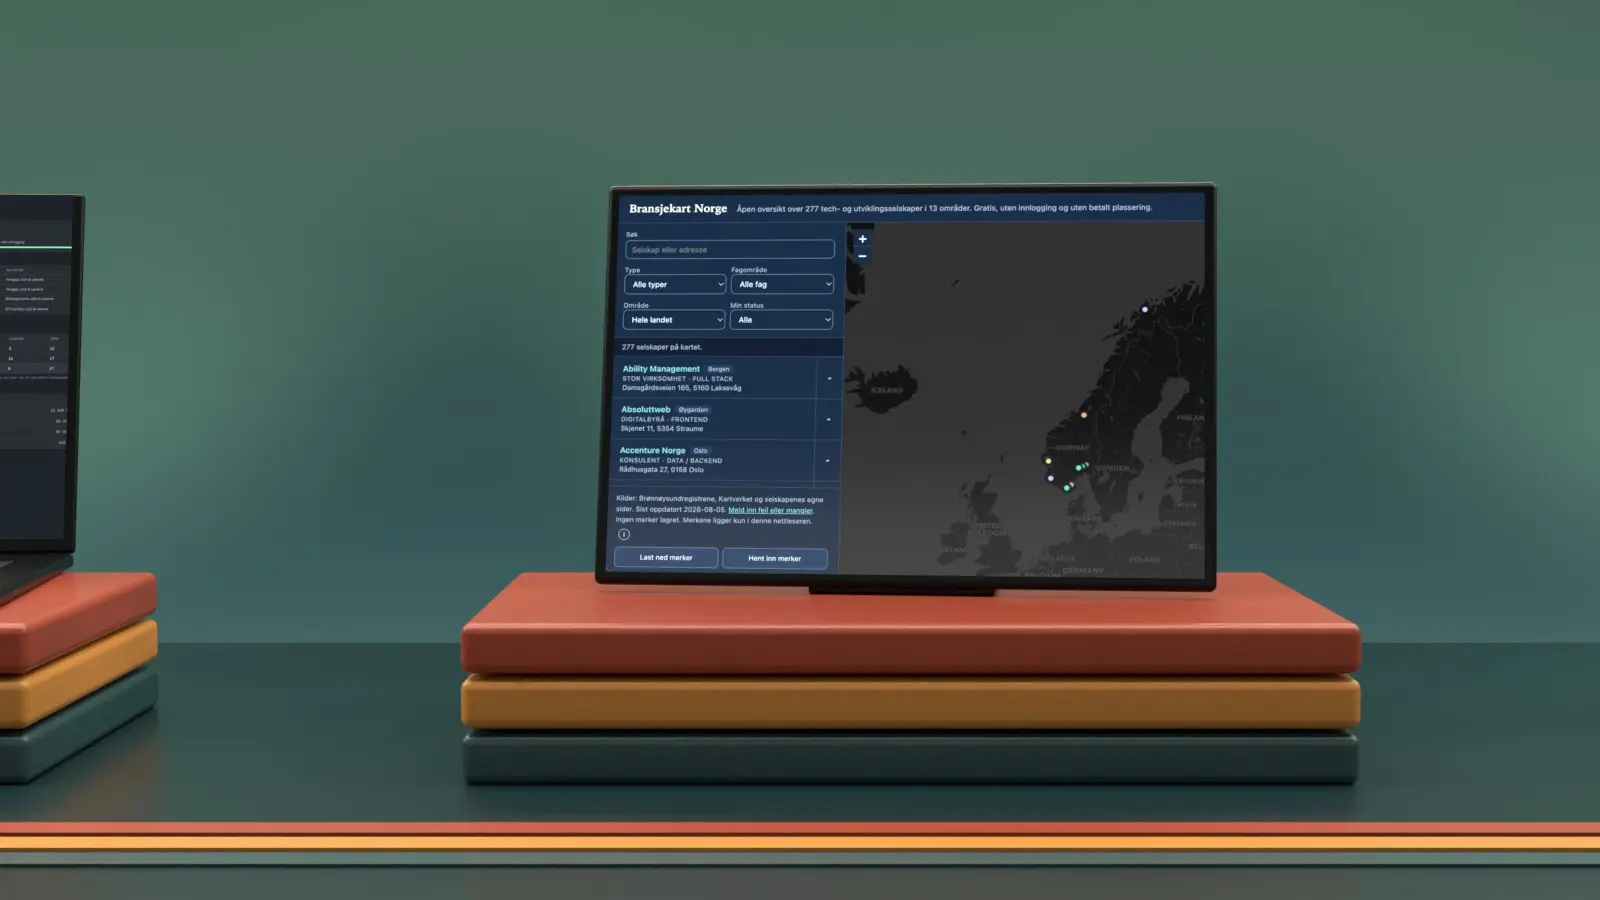 Bransjekart Norge
Åpen oversikt over 277 tech- og utviklingsselskaper i 13 områder. Gratis, uten innlogging og uten betalt plassering.
Søk
Selskap eller adresse
Type
Fagområde
Alle typer
Alle fag
Område
Min status
Hele landet
Alle
277 selskaper på kartet.
Ability Management Bergen
STOR VIRKSOMHET · FULL STACK
Damsgårdsveien 165, 5160 Laksevåg
Absoluttweb Øygarden
DIGITALBYRÅ · FRONTEND
Skjenet 11, 5354 Straume
Accenture Norge Oslo
KONSULENT · DATA / BACKEND
Rådhusgata 27, 0158 Oslo
Kilder: Brønnøysundregistrene, Kartverket og selskapenes egne
sider. Sist oppdatert 2026-08-05. Meld inn feil eller mangler.
Ingen merker lagret. Merkene ligger kun i denne nettleseren.
Last ned merker
Hent inn merker
+
−
ICELAND
NORWAY
SWEDEN
UNITED
KINGDOM
LATVIA
LITHUANIA
POLAND
GERMANY